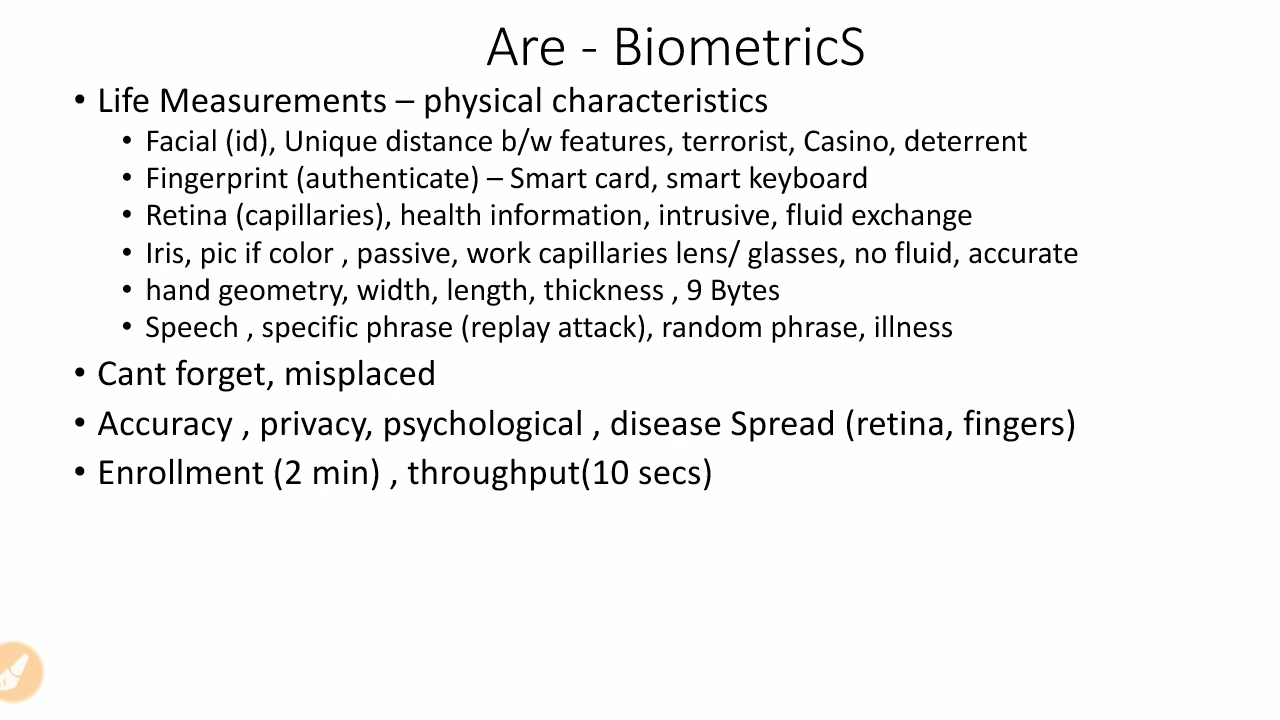 Are - BiometricS
• Life Measurements – physical characteristics
• Facial (id), Unique distance b/w features, terrorist, Casino, deterrent
• Fingerprint (authenticate) – Smart card, smart keyboard
• Retina (capillaries), health information, intrusive, fluid exchange
• Iris, pic if color , passive, work capillaries lens/ glasses, no fluid, accurate
• hand geometry, width, length, thickness , 9 Bytes
• Speech , specific phrase (replay attack), random phrase, illness
• Cant forget, misplaced
• Accuracy , privacy, psychological , disease Spread (retina, fingers)
• Enrollment (2 min) , throughput(10 secs)